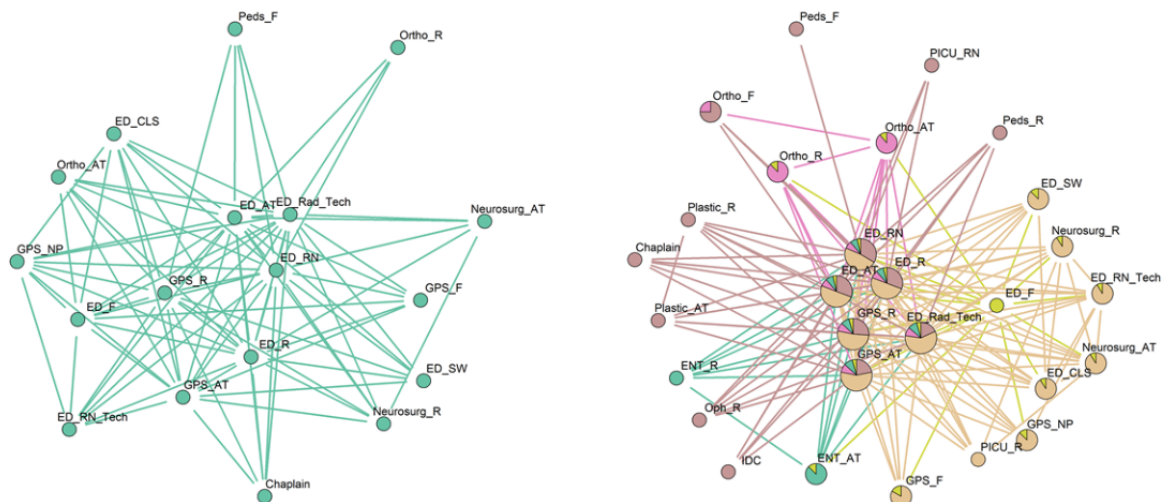 Peds_F
Ortho_R
ED_CLS
Ortho_AT
ED_AT
ED_Rad_Tech
Neurosurg_AT
GPS_NP
ED_RN
GPS_R
GPS_F
ED_F
ED_R
ED_SW
GPS_AT
ED_RN_Tech
Neurosurg_R
Chaplain
Peds_F
PICU_RN
Ortho_F
Ortho_AT
Peds_R
Ortho_R
ED_SW
Plastic_R
ED_RN
Neurosurg_R
Chaplain
ED_R
ED_AT
ED_RN_Tech
ED_F
Plastic_AT
GPS_R
ED_Rad_Tech
Neurosurg_AT
GPS_AT
ENT_R
ED_CLS
Oph_R
GPS_NP
PICU_R
IDC
ENT_AT
GPS_F